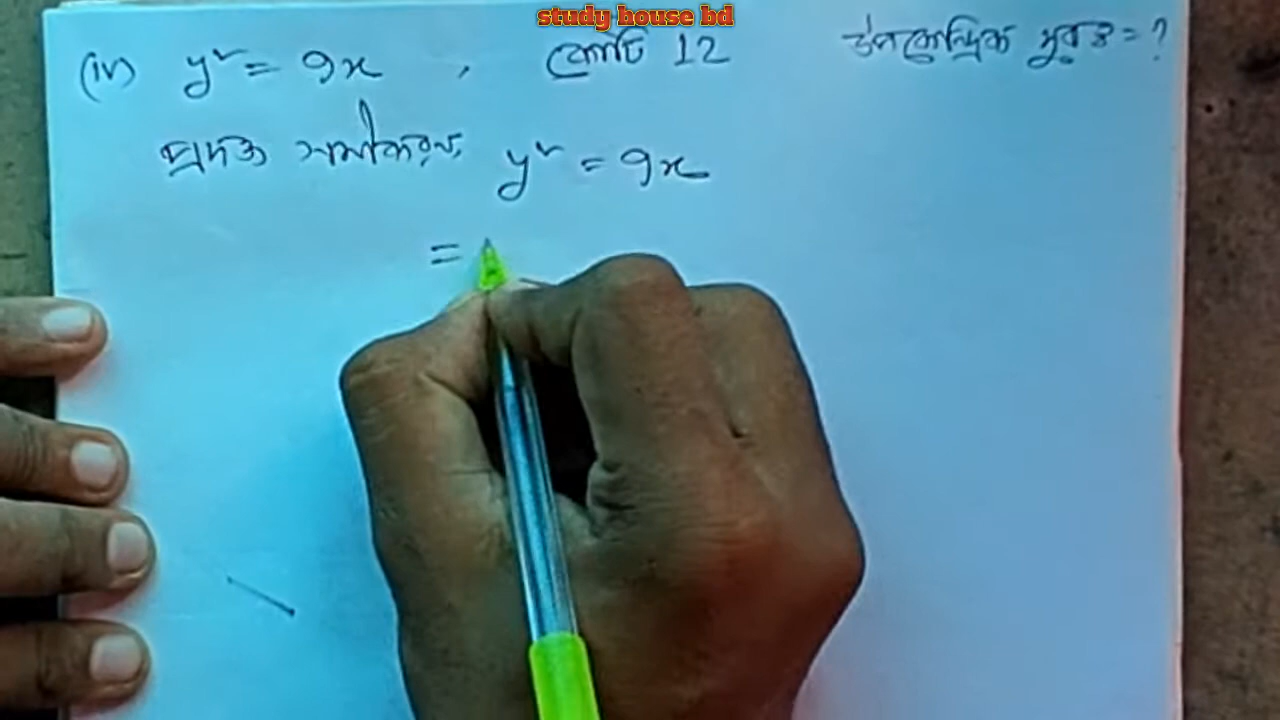 study house bd
(iv) y² = 9x , কোটি 12 উপকেন্দ্রিক দূরত্ব = ?
প্রদত্ত সমীকরণ, y² = 9x
=